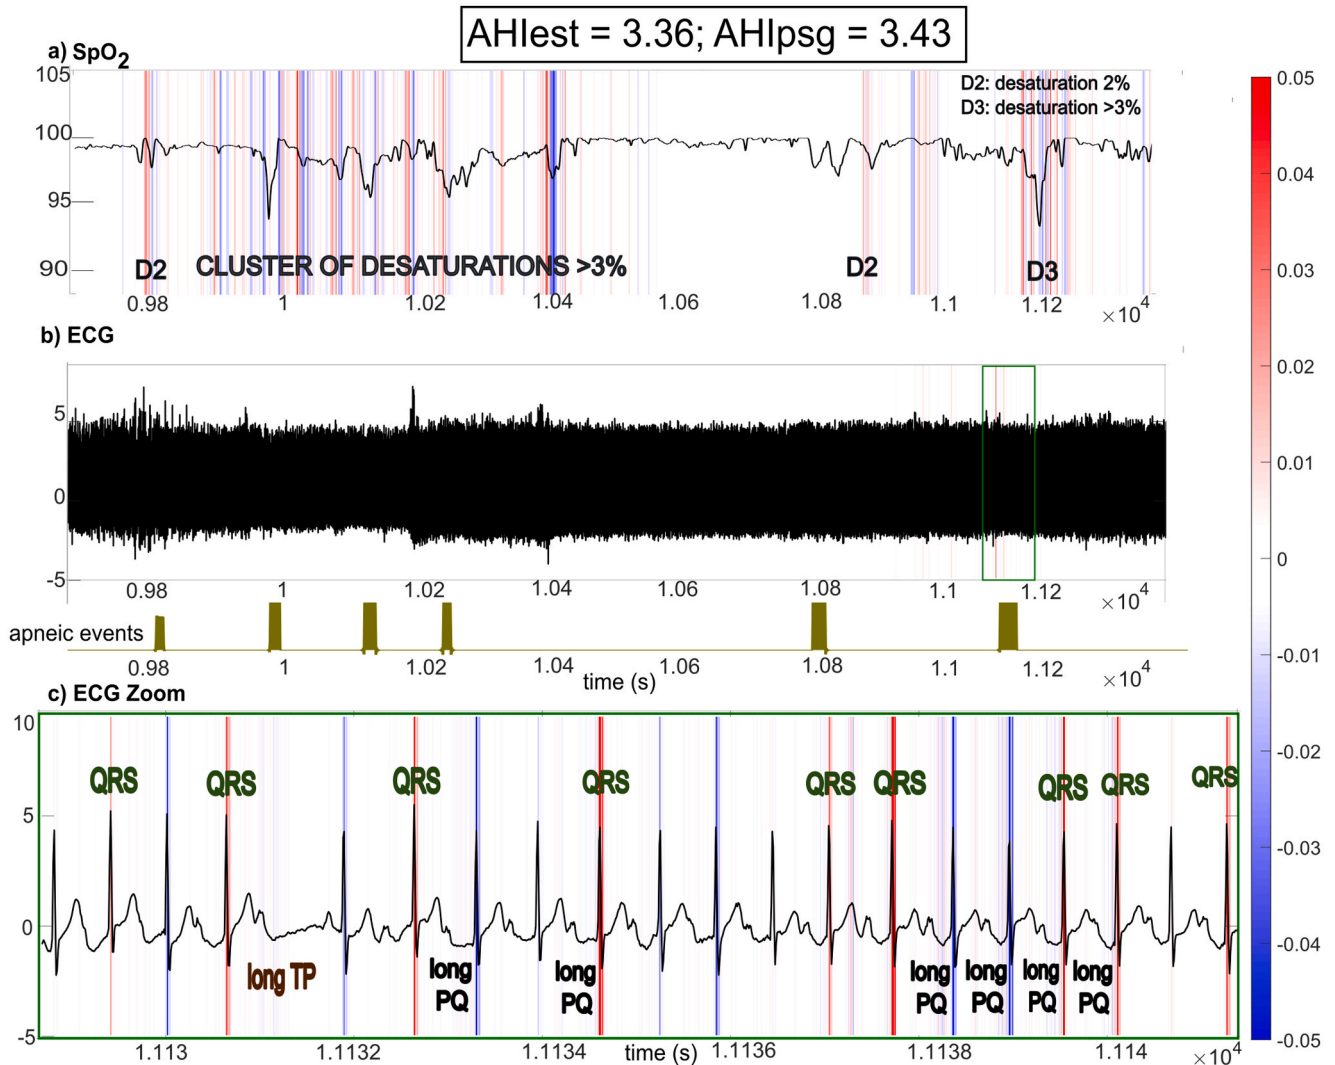 AHIest = 3.36; AHIpsg = 3.43
a) SpO2
D2: desaturation 2%
D3: desaturation >3%
105
100
95
90
D2 CLUSTER OF DESATURATIONS >3% D2 D3
0.98 1 1.02 1.04 1.06 1.08 1.1 1.12
×10^4
b) ECG
5
0
-5
0.98 1 1.02 1.04 1.06 1.08 1.1 1.12
×10^4
apneic events
0.98 1 1.02 1.04 1.06 1.08 1.1 1.12
time (s) ×10^4
c) ECG Zoom
10
QRS QRS QRS QRS QRS QRS QRS QRS QRS
5
0
long TP
long PQ
long PQ
long PQ
long PQ
long PQ
long PQ
-5
1.113 1.1132 1.1134 time (s) 1.1136 1.1138 1.114 ×10^4
0.05
0.04
0.03
0.02
0.01
0
-0.01
-0.02
-0.03
-0.04
-0.05